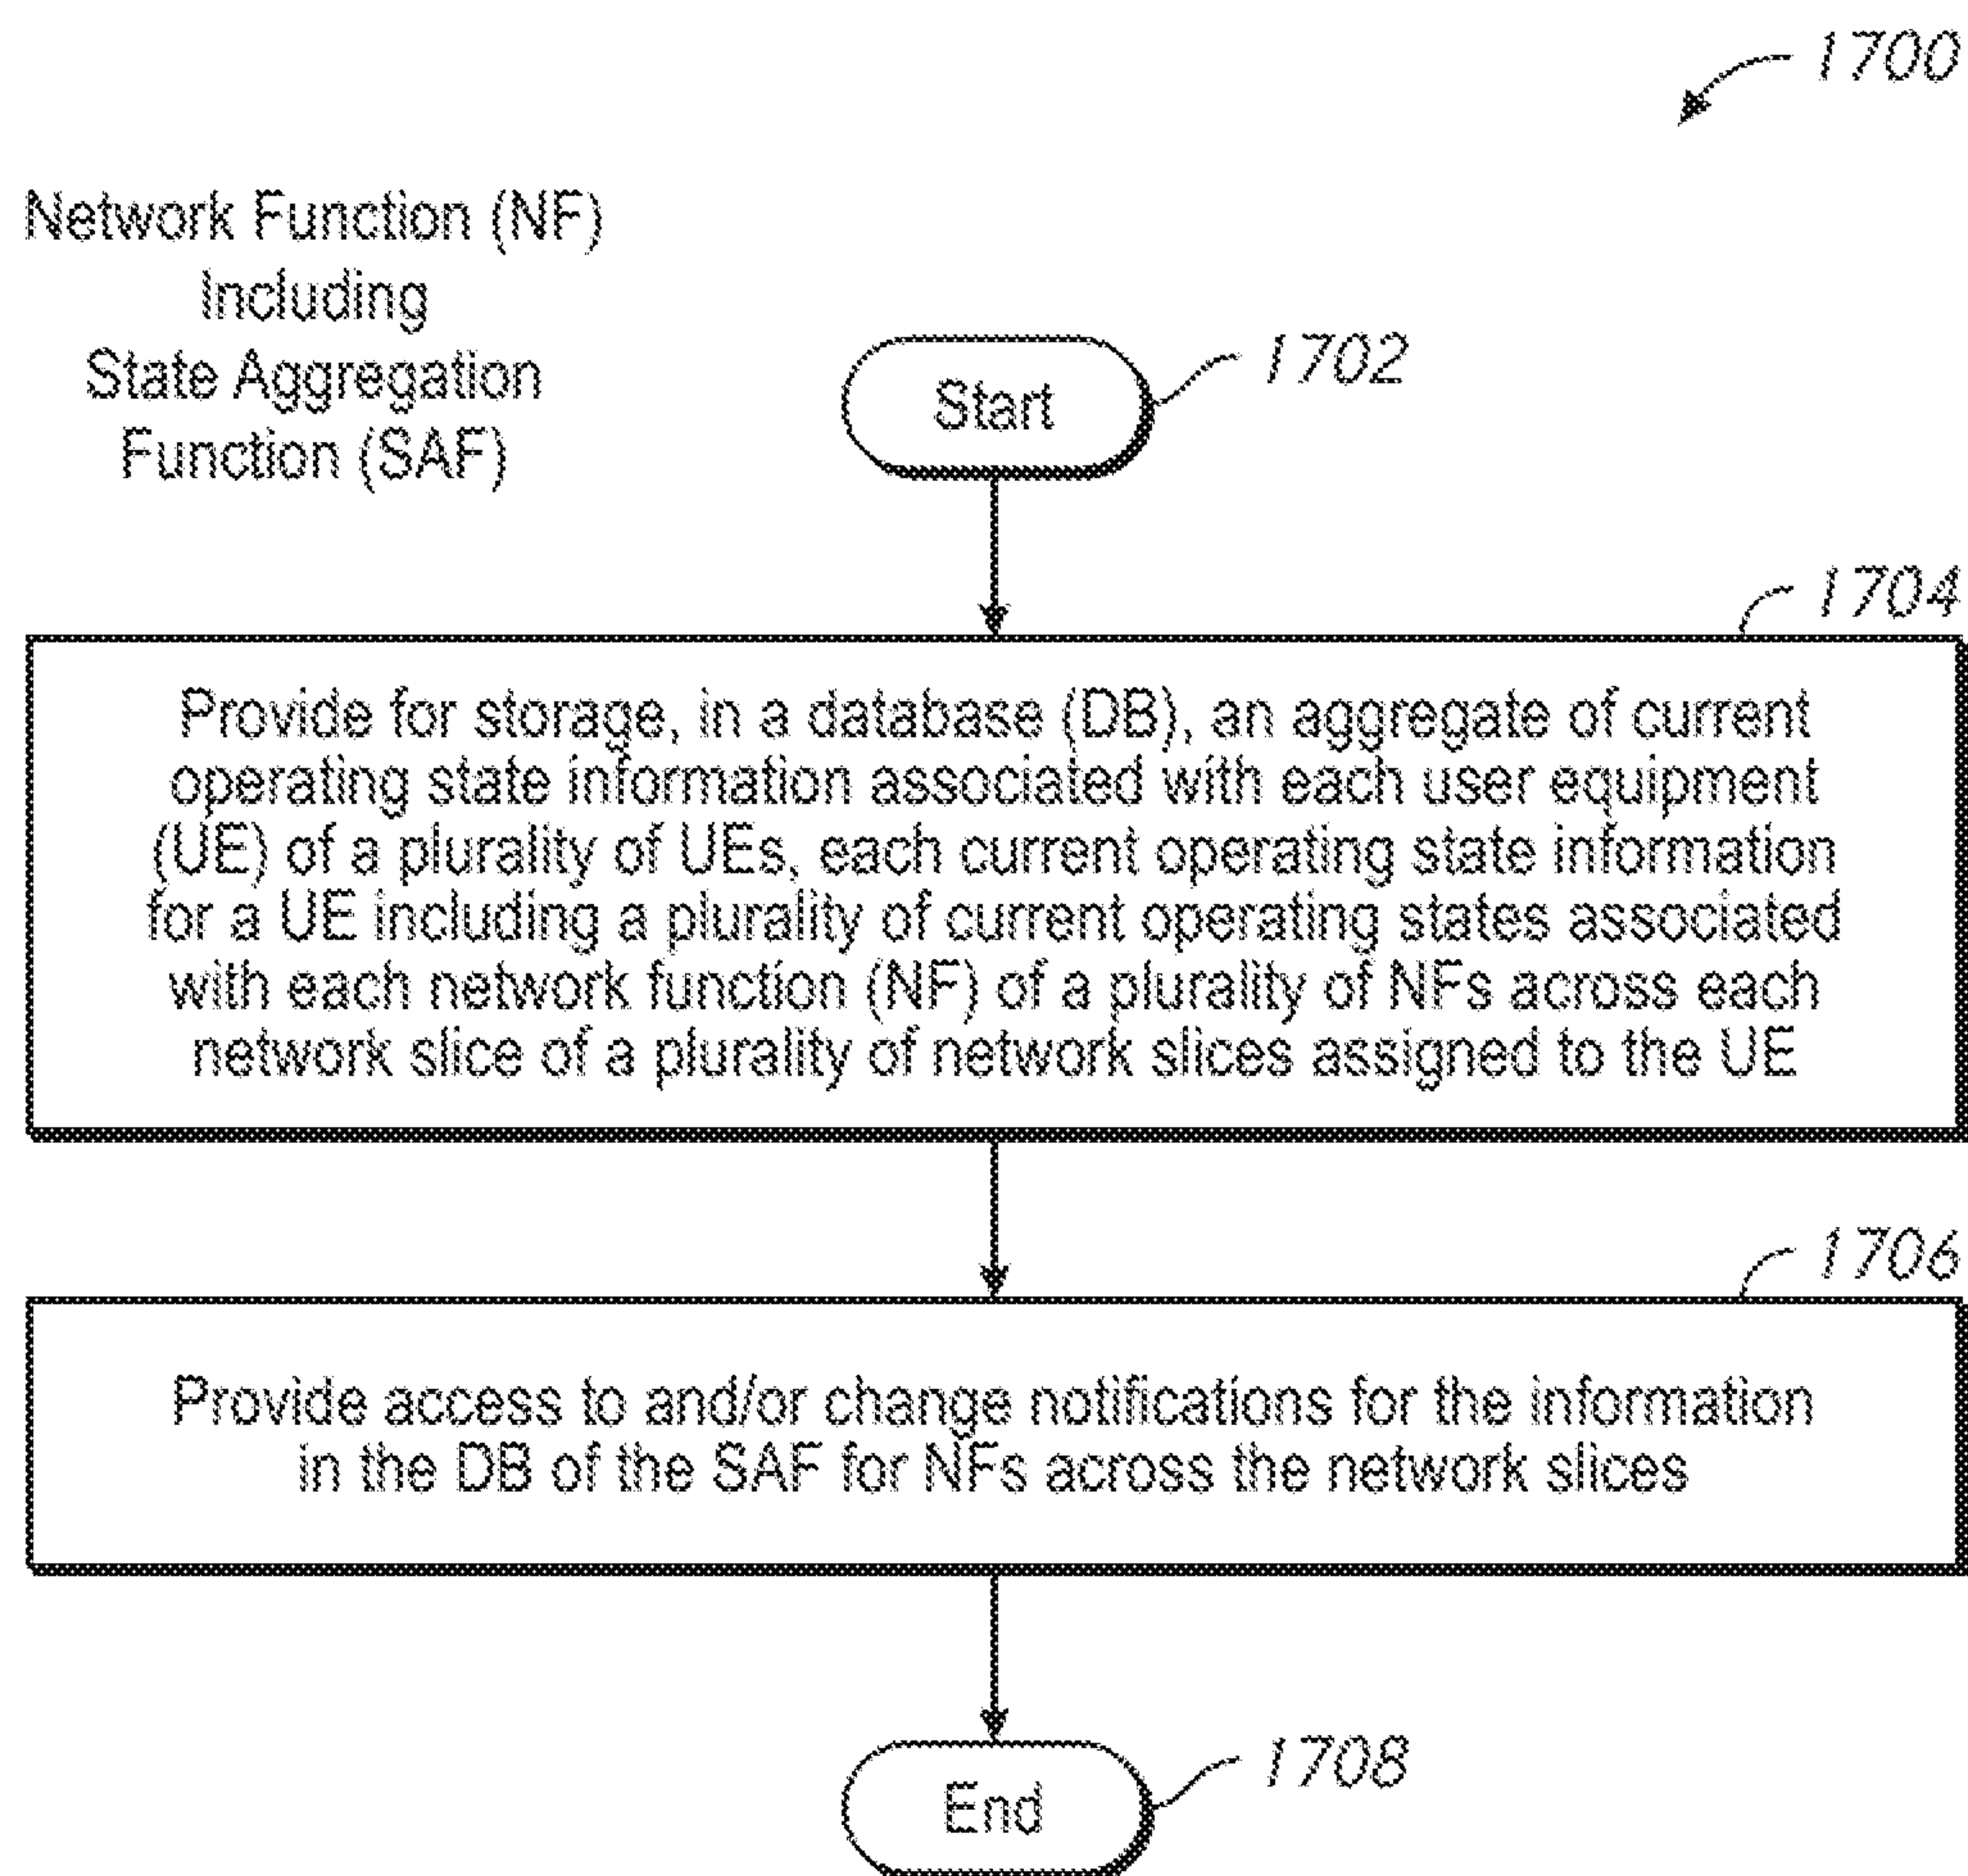 1700
Network Function (NF)
Including
State Aggregation
Function (SAF)
Start
1702
1704
Provide for storage, in a database (DB), an aggregate of current
operating state information associated with each user equipment
(UE) of a plurality of UEs, each current operating state information
for a UE including a plurality of current operating states associated
with each network function (NF) of a plurality of NFs across each
network slice of a plurality of network slices assigned to the UE
1706
Provide access to and/or change notifications for the information
in the DB of the SAF for NFs across the network slices
End
1708